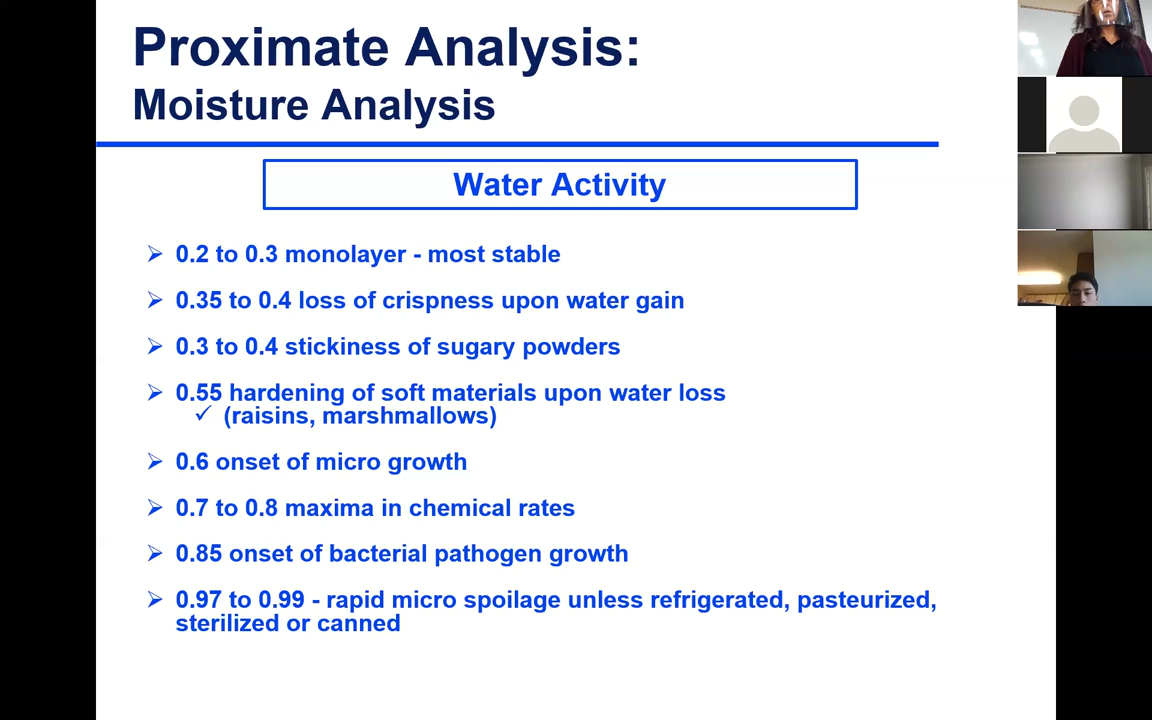 Proximate Analysis:
Moisture Analysis
Water Activity
➢ 0.2 to 0.3 monolayer - most stable
➢ 0.35 to 0.4 loss of crispness upon water gain
➢ 0.3 to 0.4 stickiness of sugary powders
➢ 0.55 hardening of soft materials upon water loss
✓ (raisins, marshmallows)
➢ 0.6 onset of micro growth
➢ 0.7 to 0.8 maxima in chemical rates
➢ 0.85 onset of bacterial pathogen growth
➢ 0.97 to 0.99 - rapid micro spoilage unless refrigerated, pasteurized,
sterilized or canned